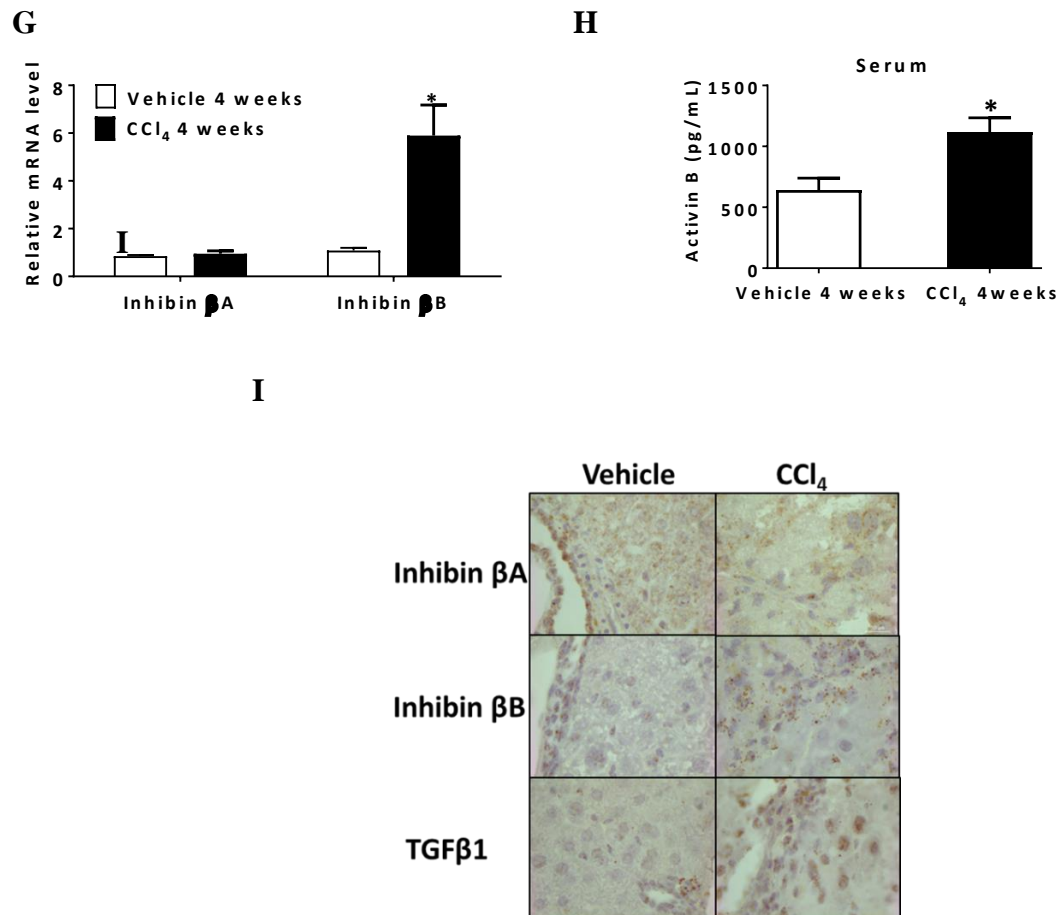 G
H
Relative mRNA level
8
6
4
2
0
Vehicle 4 weeks
CCl₄ 4 weeks
*
I
Inhibin βA
Inhibin βB
Serum
Activin B (pg/mL)
1500
1000
500
0
*
Vehicle 4 weeks
CCl₄ 4weeks
I
Vehicle
CCl₄
Inhibin βA
Inhibin βB
TGFβ1